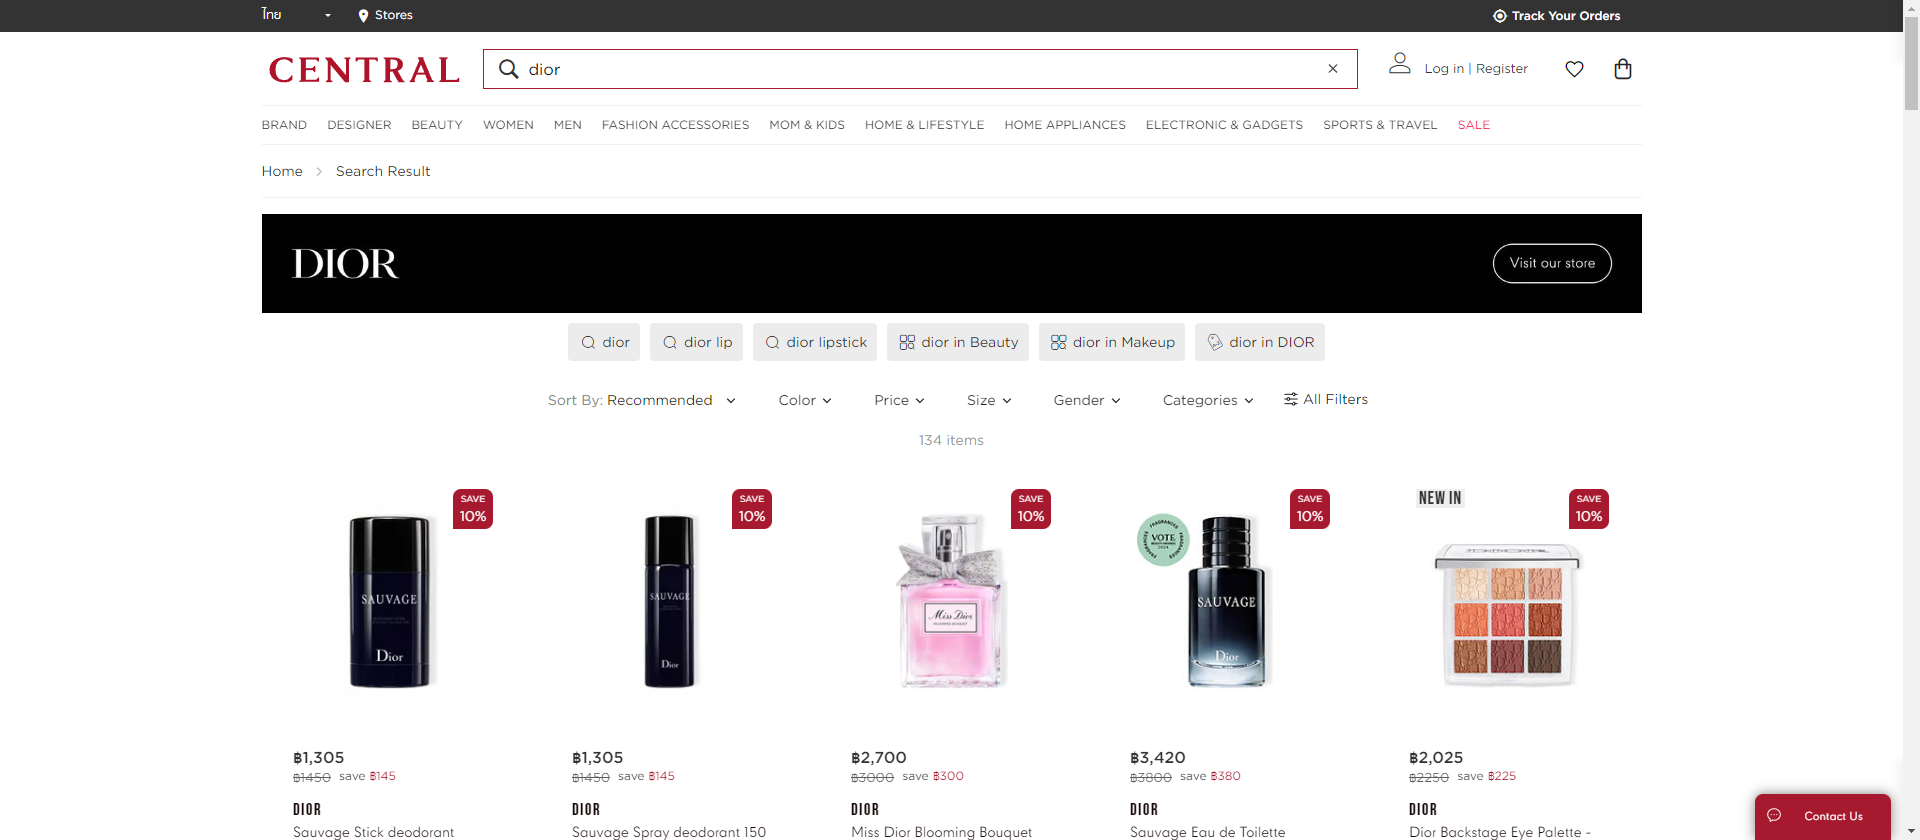 ไทย
Stores
Track Your Orders
CENTRAL
dior
Log in | Register
BRAND DESIGNER BEAUTY WOMEN MEN FASHION ACCESSORIES MOM & KIDS HOME & LIFESTYLE HOME APPLIANCES ELECTRONIC & GADGETS SPORTS & TRAVEL SALE
Home > Search Result
DIOR
Visit our store
dior
dior lip
dior lipstick
dior in Beauty
dior in Makeup
dior in DIOR
Sort By: Recommended
Color
Price
Size
Gender
Categories
All Filters
134 items
SAVE
10%
SAUVAGE
Dior
฿1,305
฿1450 save ฿145
DIOR
Sauvage Stick deodorant
SAVE
10%
SAUVAGE
Dior
฿1,305
฿1450 save ฿145
DIOR
Sauvage Spray deodorant 150
SAVE
10%
Miss Dior
BLOOMING BOUQUET
฿2,700
฿3000 save ฿300
DIOR
Miss Dior Blooming Bouquet
SAVE
10%
FRAGRANCES
VOTE
BEAUTY AWARDS
2024
SAUVAGE
Dior
฿3,420
฿3800 save ฿380
DIOR
Sauvage Eau de Toilette
NEW IN
SAVE
10%
฿2,025
฿2250 save ฿225
DIOR
Dior Backstage Eye Palette -
Contact Us